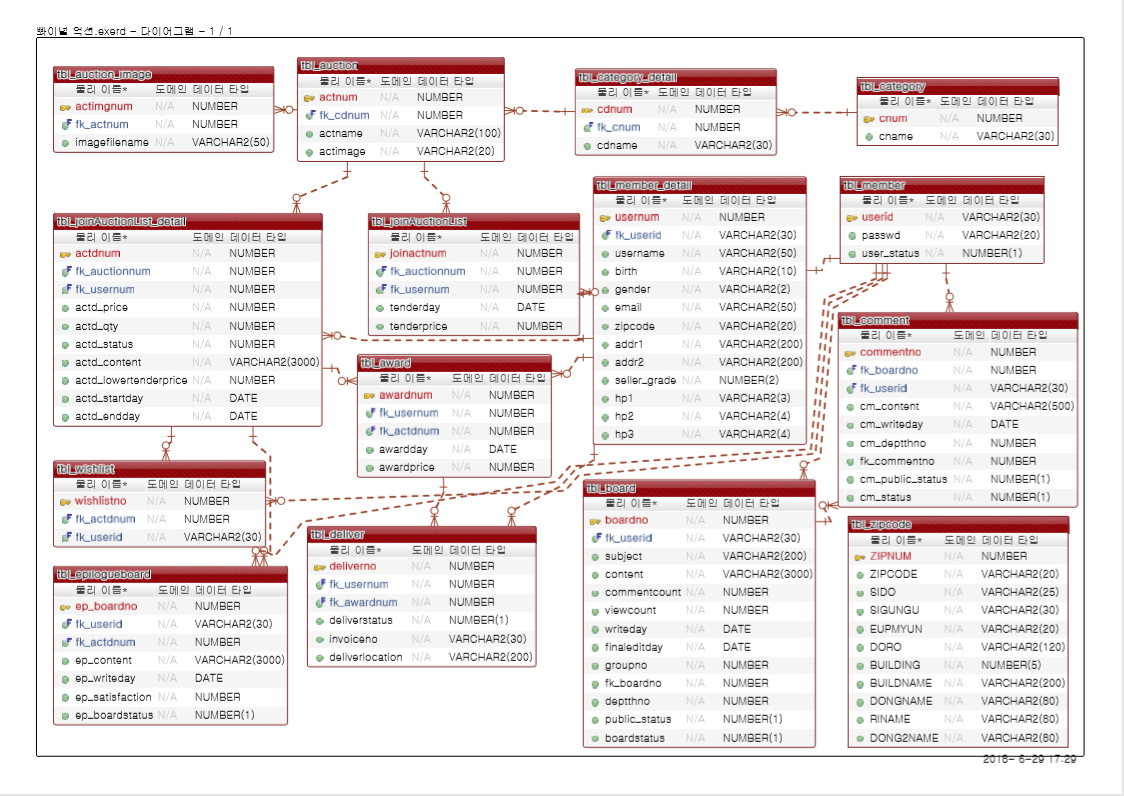 빠이널 억션.exerd - 다이어그램 - 1 / 1
tbl_auction_image
물리 이름* 도메인 데이터 타입
actimgnum N/A NUMBER
fk_actnum N/A NUMBER
imagefilename N/A VARCHAR2(50)
tbl_auction
물리 이름* 도메인 데이터 타입
actnum N/A NUMBER
fk_cdnum N/A NUMBER
actname N/A VARCHAR2(100)
actimage N/A VARCHAR2(20)
tbl_category_detail
물리 이름* 도메인 데이터 타입
cdnum N/A NUMBER
fk_cnum N/A NUMBER
cdname N/A VARCHAR2(30)
tbl_category
물리 이름* 도메인 데이터 타입
cnum N/A NUMBER
cname N/A VARCHAR2(30)
tbl_joinAuctionList_detail
물리 이름* 도메인 데이터 타입
actdnum N/A NUMBER
fk_auctionnum N/A NUMBER
fk_usernum N/A NUMBER
actd_price N/A NUMBER
actd_qty N/A NUMBER
actd_status N/A NUMBER
actd_content N/A VARCHAR2(3000)
actd_lowertenderprice N/A NUMBER
actd_startday N/A DATE
actd_endday N/A DATE
tbl_joinAuctionList
물리 이름* 도메인 데이터 타입
joinactnum N/A NUMBER
fk_auctionnum N/A NUMBER
fk_usernum N/A NUMBER
tenderday N/A DATE
tenderprice N/A NUMBER
tbl_member_detail
물리 이름* 도메인 데이터 타입
usernum N/A NUMBER
fk_userid N/A VARCHAR2(30)
username N/A VARCHAR2(50)
birth N/A VARCHAR2(10)
gender N/A VARCHAR2(2)
email N/A VARCHAR2(50)
zipcode N/A VARCHAR2(20)
addr1 N/A VARCHAR2(200)
addr2 N/A VARCHAR2(200)
seller_grade N/A NUMBER(2)
hp1 N/A VARCHAR2(3)
hp2 N/A VARCHAR2(4)
hp3 N/A VARCHAR2(4)
tbl_member
물리 이름* 도메인 데이터 타입
userid N/A VARCHAR2(30)
passwd N/A VARCHAR2(20)
user_status N/A NUMBER(1)
tbl_comment
물리 이름* 도메인 데이터 타입
commentno N/A NUMBER
fk_boardno N/A NUMBER
fk_userid N/A VARCHAR2(30)
cm_content N/A VARCHAR2(500)
cm_writeday N/A DATE
cm_deptthno N/A NUMBER
fk_commentno N/A NUMBER
cm_public_status N/A NUMBER(1)
cm_status N/A NUMBER(1)
tbl_award
물리 이름* 도메인 데이터 타입
awardnum N/A NUMBER
fk_usernum N/A NUMBER
fk_actdnum N/A NUMBER
awardday N/A DATE
awardprice N/A NUMBER
tbl_wishlist
물리 이름* 도메인 데이터 타입
wishlistno N/A NUMBER
fk_actdnum N/A NUMBER
fk_userid N/A VARCHAR2(30)
tbl_epilogueboard
물리 이름* 도메인 데이터 타입
ep_boardno N/A NUMBER
fk_userid N/A VARCHAR2(30)
fk_actdnum N/A NUMBER
ep_content N/A VARCHAR2(3000)
ep_writeday N/A DATE
ep_satisfaction N/A NUMBER
ep_boardstatus N/A NUMBER(1)
tbl_deliver
물리 이름* 도메인 데이터 타입
deliverno N/A NUMBER
fk_usernum N/A NUMBER
fk_awardnum N/A NUMBER
deliverstatus N/A NUMBER(1)
invoiceno N/A VARCHAR2(30)
deliverlocation N/A VARCHAR2(200)
tbl_board
물리 이름* 도메인 데이터 타입
boardno N/A NUMBER
fk_userid N/A VARCHAR2(30)
subject N/A VARCHAR2(200)
content N/A VARCHAR2(3000)
commentcount N/A NUMBER
viewcount N/A NUMBER
writeday N/A DATE
finaleditday N/A DATE
groupno N/A NUMBER
fk_boardno N/A NUMBER
deptthno N/A NUMBER
public_status N/A NUMBER(1)
boardstatus N/A NUMBER(1)
tbl_zipcode
물리 이름* 도메인 데이터 타입
ZIPNUM N/A NUMBER
ZIPCODE N/A VARCHAR2(20)
SIDO N/A VARCHAR2(25)
SIGUNGU N/A VARCHAR2(30)
EUPMYUN N/A VARCHAR2(20)
DORO N/A VARCHAR2(120)
BUILDING N/A NUMBER(5)
BUILDNAME N/A VARCHAR2(200)
DONGNAME N/A VARCHAR2(80)
RINAME N/A VARCHAR2(80)
DONG2NAME N/A VARCHAR2(80)
2018- 6-29 17:29